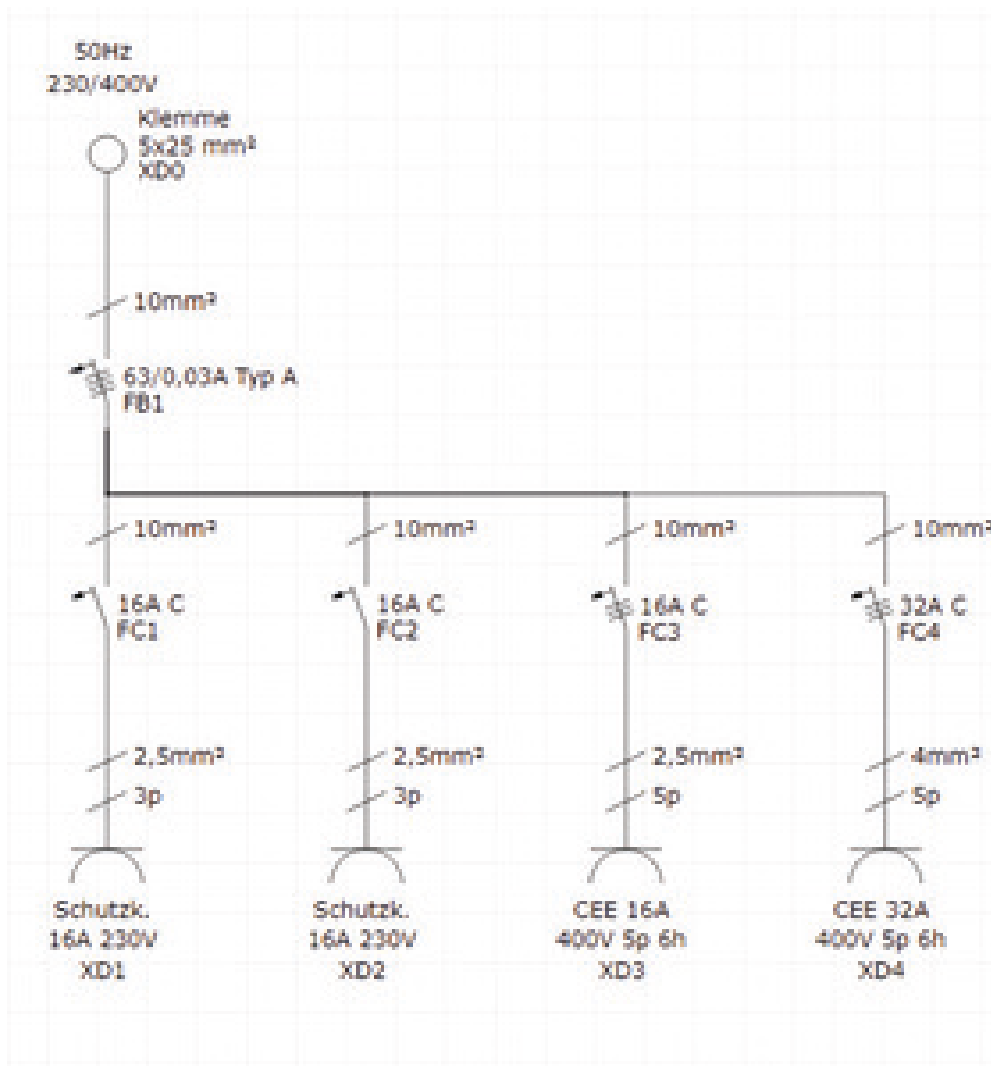 50Hz
230/400V
Klemme
5x25 mm²
XD0
10mm²
63/0,03A Typ A
FB1
10mm²
10mm²
10mm²
10mm²
16A C
FC1
16A C
FC2
16A C
FC3
32A C
FC4
2,5mm²
2,5mm²
2,5mm²
4mm²
3p
3p
5p
5p
Schutzk.
16A 230V
XD1
Schutzk.
16A 230V
XD2
CEE 16A
400V 5p 6h
XD3
CEE 32A
400V 5p 6h
XD4